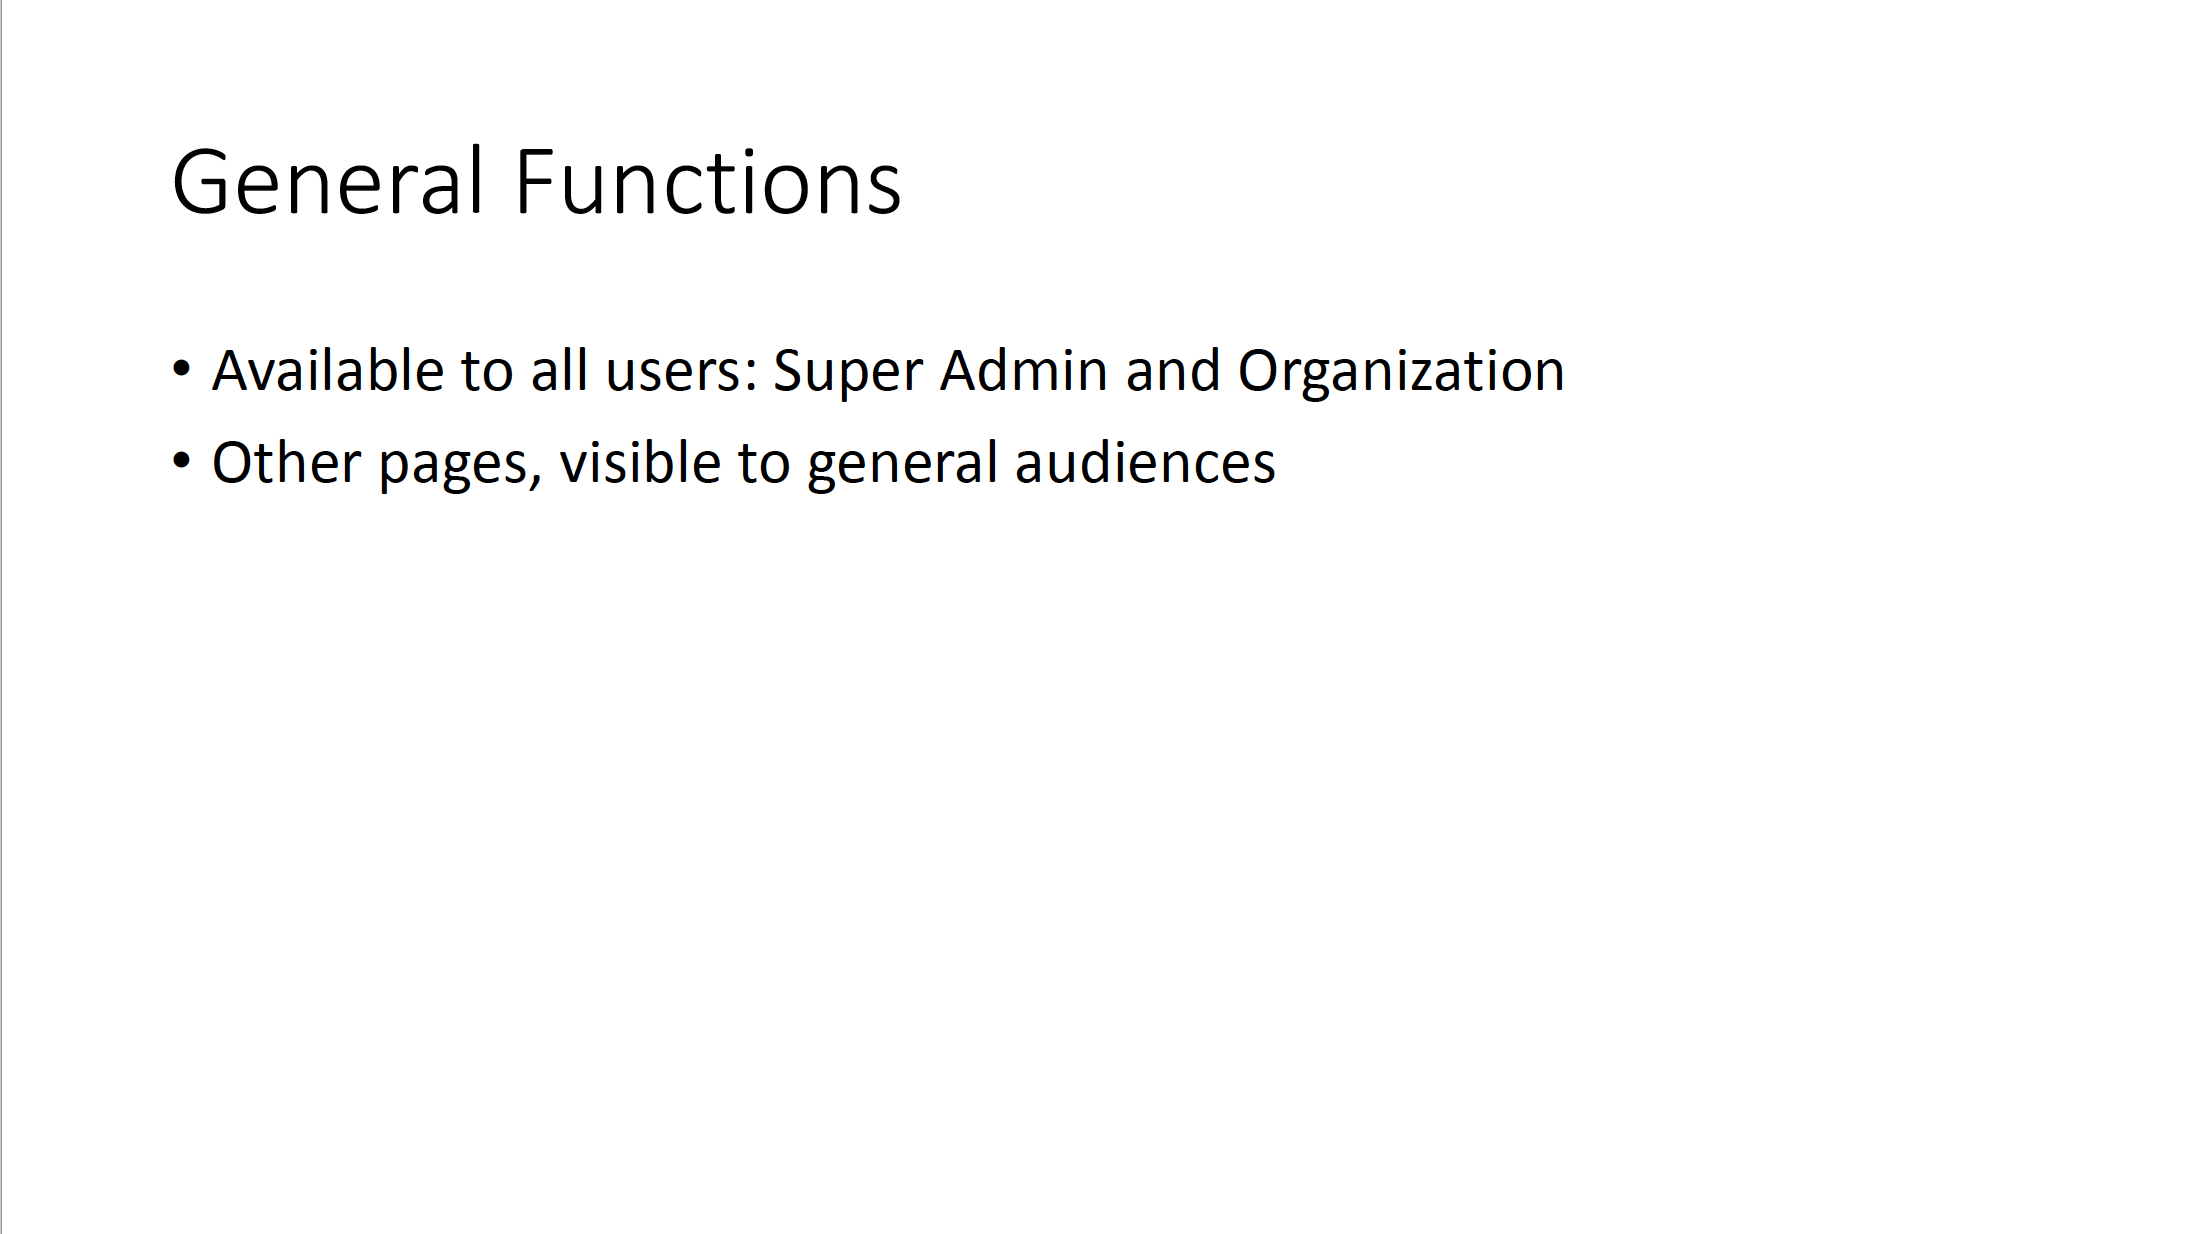 General Functions
• Available to all users: Super Admin and Organization
• Other pages, visible to general audiences